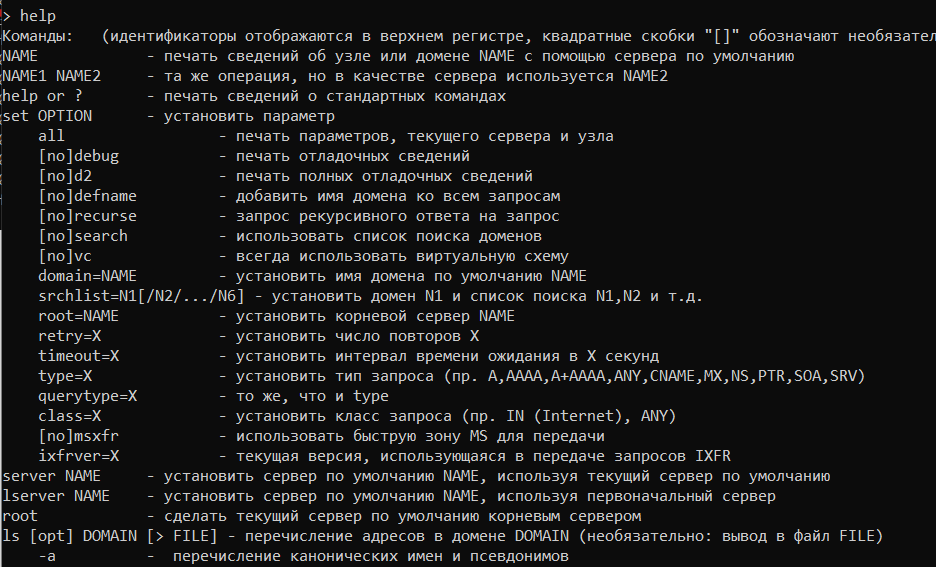 > help
Команды:   (идентификаторы отображаются в верхнем регистре, квадратные скобки "[]" обозначают необязател
NAME            - печать сведений об узле или домене NAME с помощью сервера по умолчанию
NAME1 NAME2     - та же операция, но в качестве сервера используется NAME2
help or ?       - печать сведений о стандартных командах
set OPTION      - установить параметр
    all                 - печать параметров, текущего сервера и узла
    [no]debug           - печать отладочных сведений
    [no]d2              - печать полных отладочных сведений
    [no]defname         - добавить имя домена ко всем запросам
    [no]recurse         - запрос рекурсивного ответа на запрос
    [no]search          - использовать список поиска доменов
    [no]vc              - всегда использовать виртуальную схему
    domain=NAME         - установить имя домена по умолчанию NAME
    srchlist=N1[/N2/.../N6] - установить домен N1 и список поиска N1,N2 и т.д.
    root=NAME           - установить корневой сервер NAME
    retry=X             - установить число повторов X
    timeout=X           - установить интервал времени ожидания в X секунд
    type=X              - установить тип запроса (пр. A,AAAA,A+AAAA,ANY,CNAME,MX,NS,PTR,SOA,SRV)
    querytype=X         - то же, что и type
    class=X             - установить класс запроса (пр. IN (Internet), ANY)
    [no]msxfr           - использовать быструю зону MS для передачи
    ixfrver=X           - текущая версия, использующаяся в передаче запросов IXFR
server NAME     - установить сервер по умолчанию NAME, используя текущий сервер по умолчанию
lserver NAME    - установить сервер по умолчанию NAME, используя первоначальный сервер
root            - сделать текущий сервер по умолчанию корневым сервером
ls [opt] DOMAIN [> FILE] - перечисление адресов в домене DOMAIN (необязательно: вывод в файл FILE)
    -a          -  перечисление канонических имен и псевдонимов